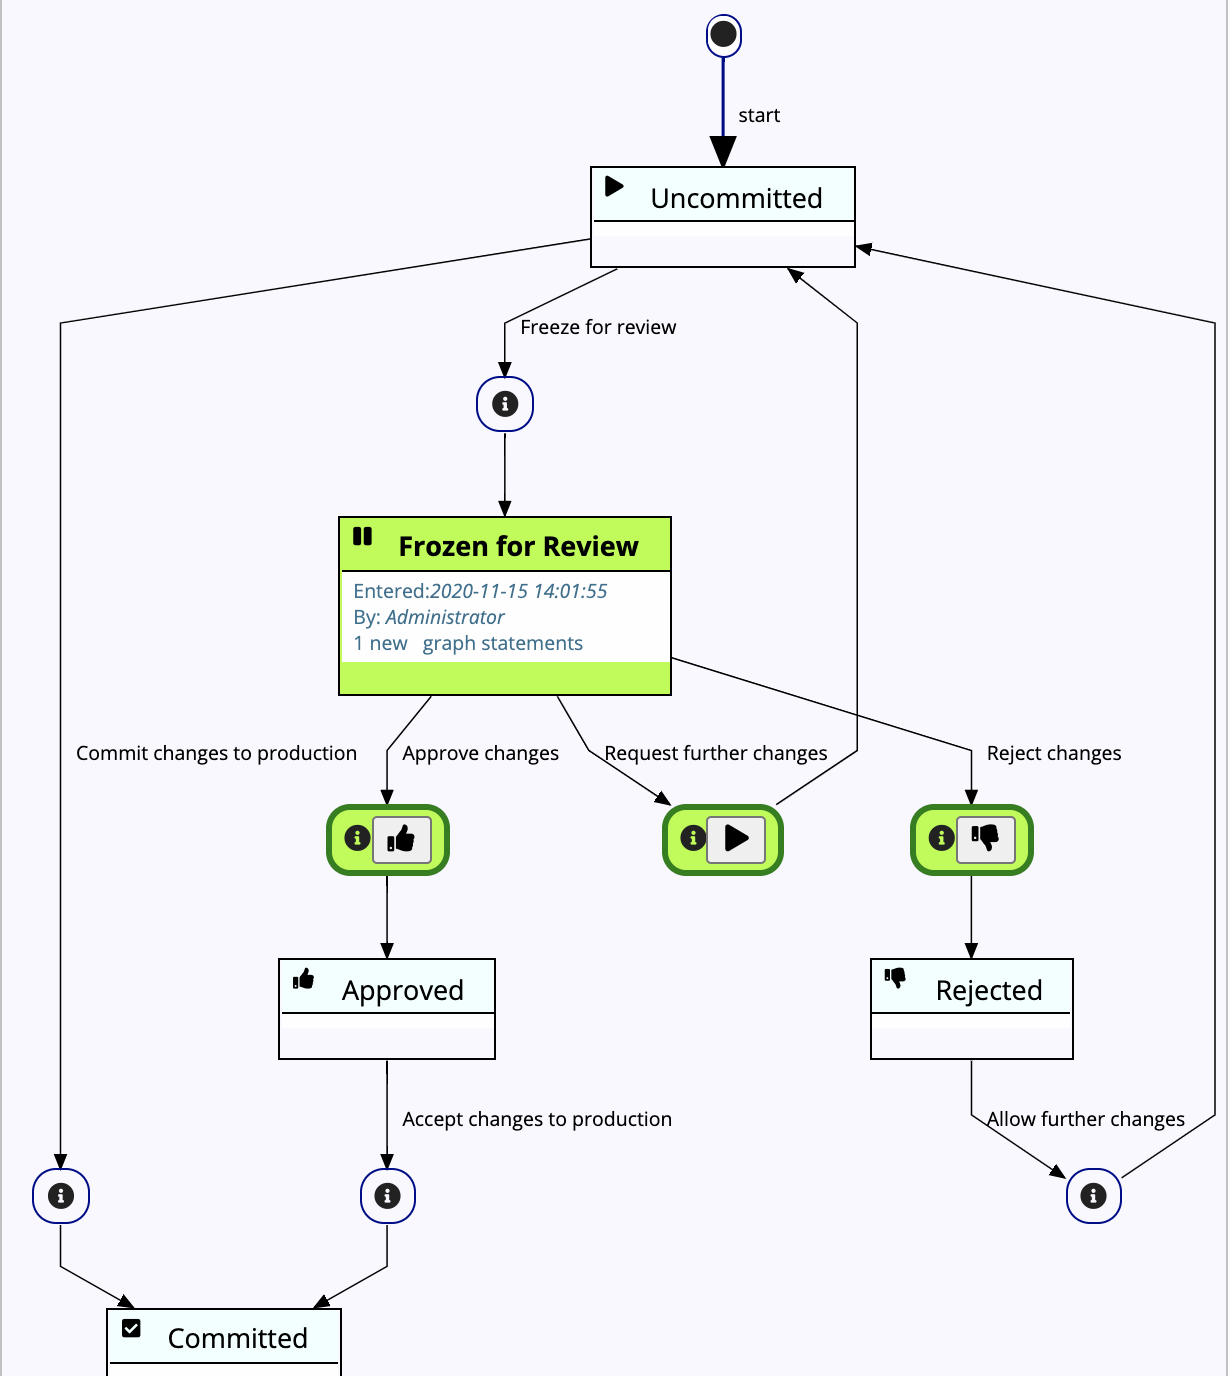 start
Uncommitted
Freeze for review
Frozen for Review
Entered:2020-11-15 14:01:55
By: Administrator
1 new graph statements
Commit changes to production
Approve changes
Request further changes
Reject changes
Approved
Rejected
Accept changes to production
Allow further changes
Committed